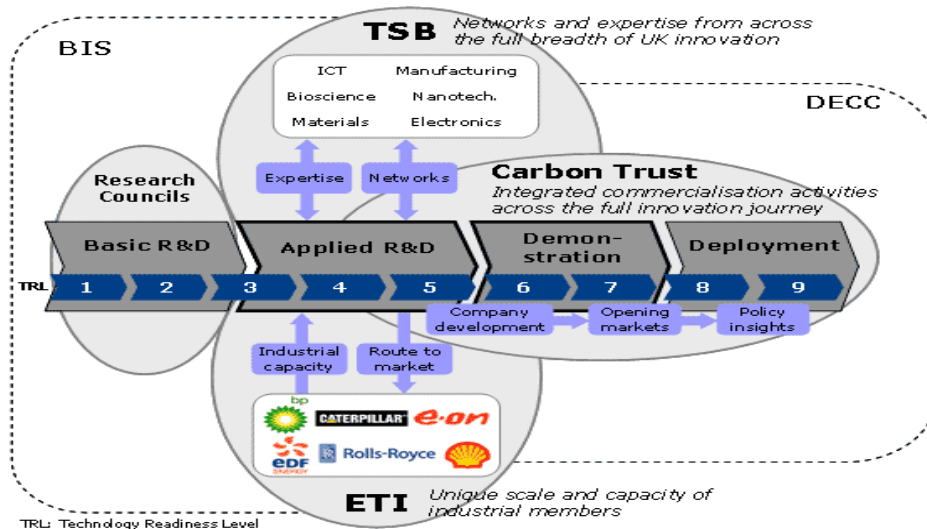 BIS
TSB
Networks and expertise from across
the full breadth of UK innovation
ICT
Manufacturing
Bioscience
Nanotech.
Materials
Electronics
DECC
Expertise
Networks
Research
Councils
Carbon Trust
Integrated commercialisation activities
across the full innovation journey
Basic R&D
Applied R&D
Demon-
stration
Deployment
TRL
1
2
3
4
5
6
7
8
9
Company
development
Opening
markets
Policy
insights
Industrial
capacity
Route to
market
bp
CATERPILLAR
e·on
eDF
ENERGY
Rolls-Royce
ETI
Unique scale and capacity of
industrial members
TRL: Technology Readiness Level